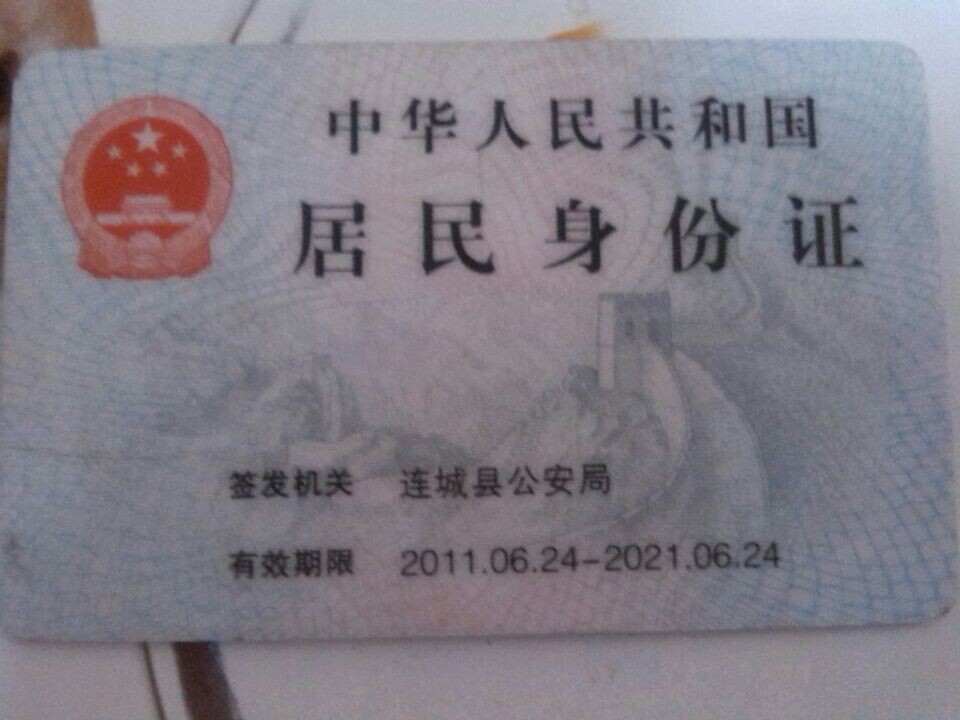 中华人民共和国
居民身份证
签发机关 连城县公安局
有效期限 2011.06.24-2021.06.24